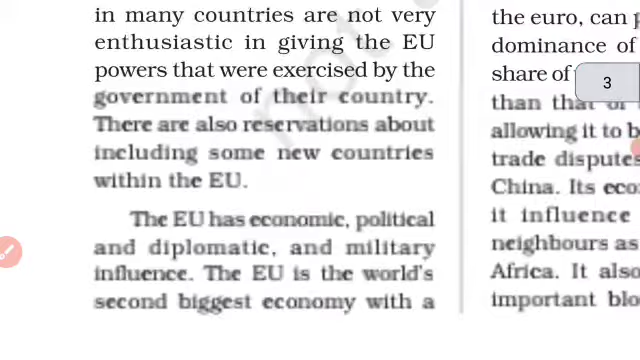 in many countries are not very
enthusiastic in giving the EU
powers that were exercised by the
government of their country.
There are also reservations about
including some new countries
within the EU.
The EU has economic, political
and diplomatic, and military
influence. The EU is the world's
second biggest economy with a
the euro, can
dominance of
share of
than that
allowing it to b
trade disputes
China. Its eco
it influence
neighbours as
Africa. It also
important blo
3
not